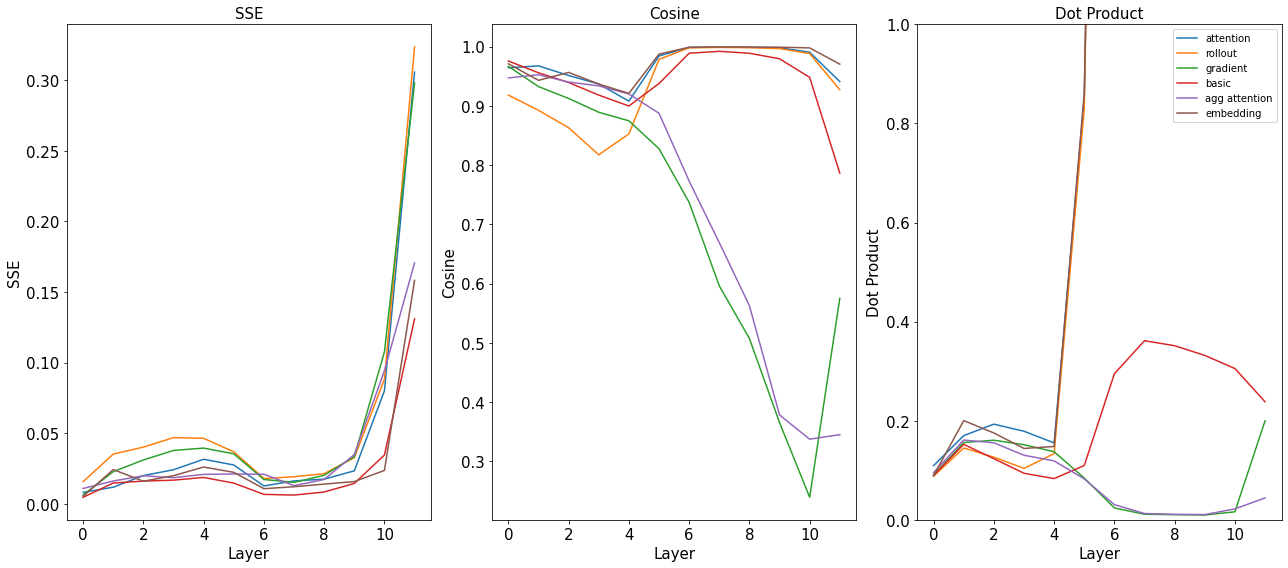 SSE
0.30
0.25
0.20
0.15
0.10
0.05
0.00
SSE
0 2 4 6 8 10
Layer
Cosine
1.0
0.9
0.8
0.7
0.6
0.5
0.4
0.3
Cosine
0 2 4 6 8 10
Layer
Dot Product
1.0
0.8
0.6
0.4
0.2
0.0
Dot Product
0 2 4 6 8 10
Layer
attention
rollout
gradient
basic
agg attention
embedding